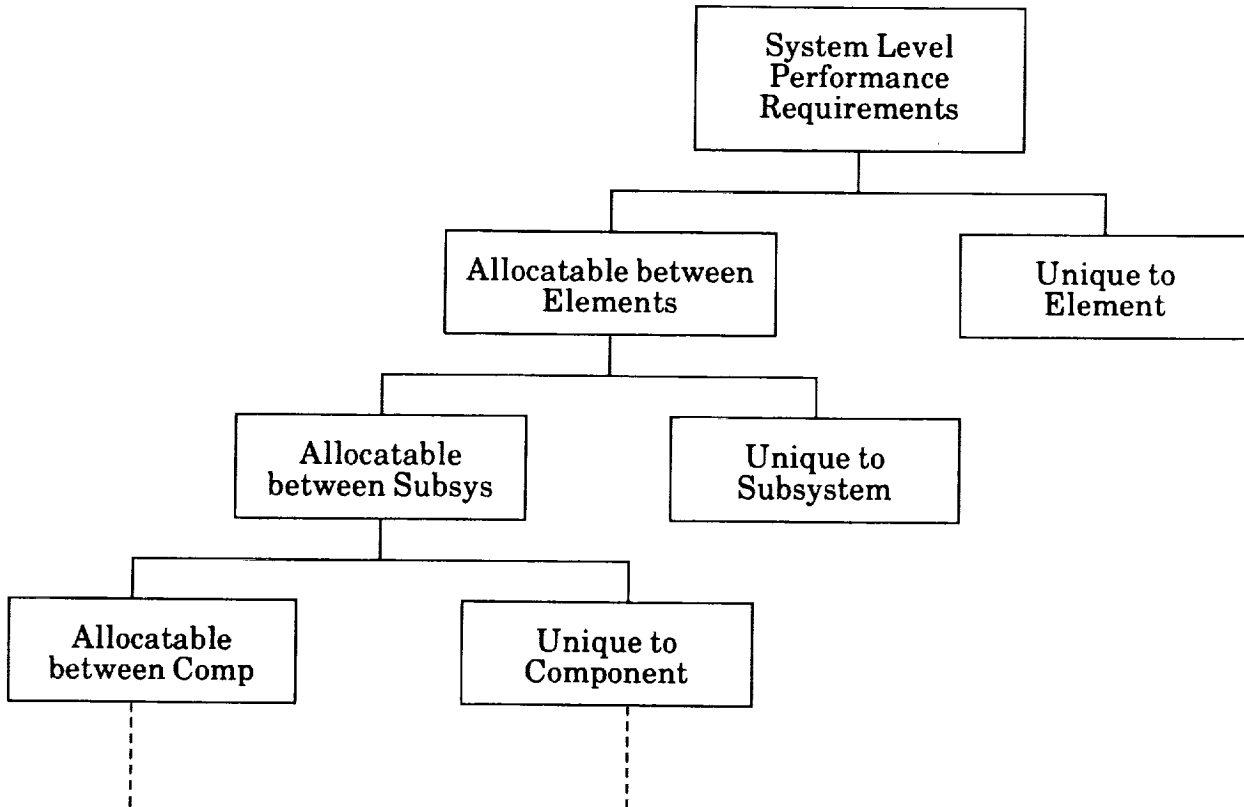 System Level
Performance
Requirements
Allocatable between
Elements
Unique to
Element
Allocatable
between Subsys
Unique to
Subsystem
Allocatable
between Comp
Unique to
Component